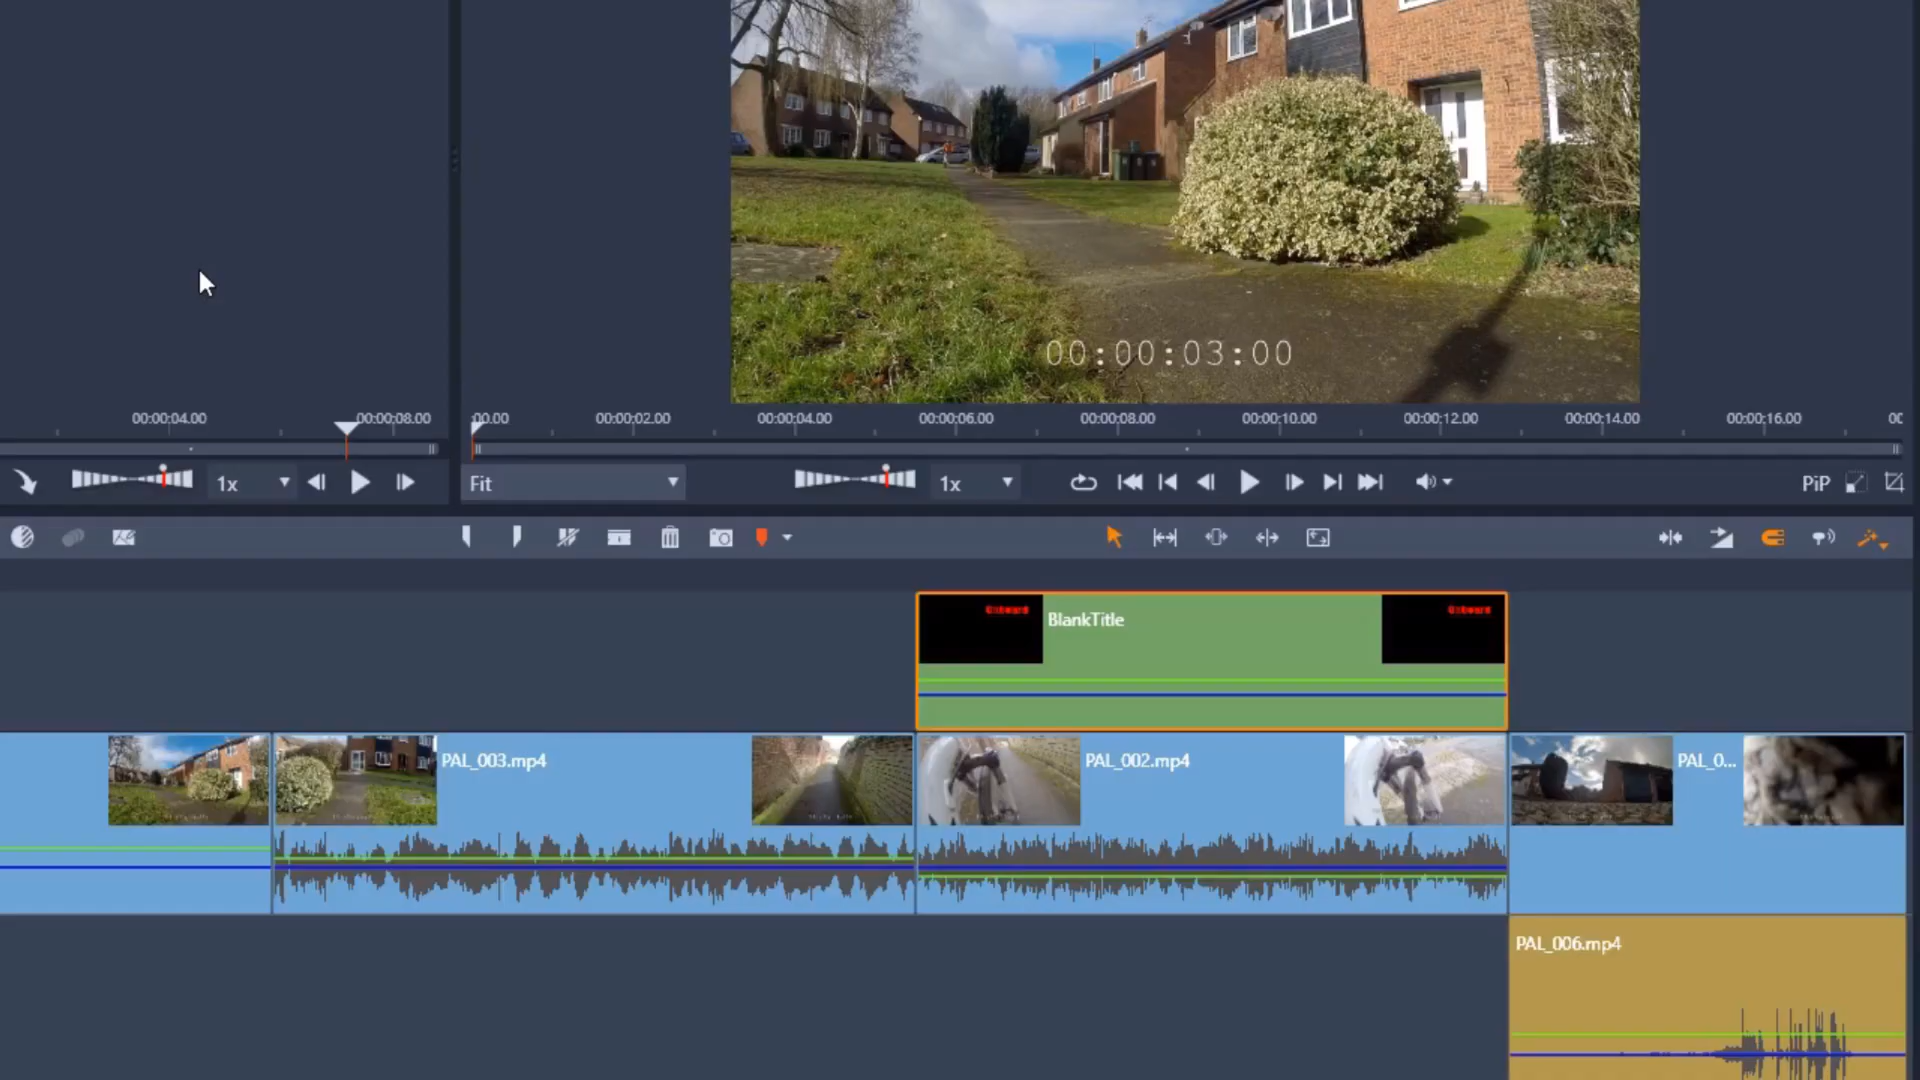 00:00:03:00
00:00:04.00 00:00:08.00 :00.00 00:00:02.00 00:00:04.00 00:00:06.00 00:00:08.00 00:00:10.00 00:00:12.00 00:00:14.00 00:00:16.00 00
1x Fit 1x PiP
Onboard BlankTitle Onboard
PAL_003.mp4 PAL_002.mp4 PAL_0...
PAL_006.mp4